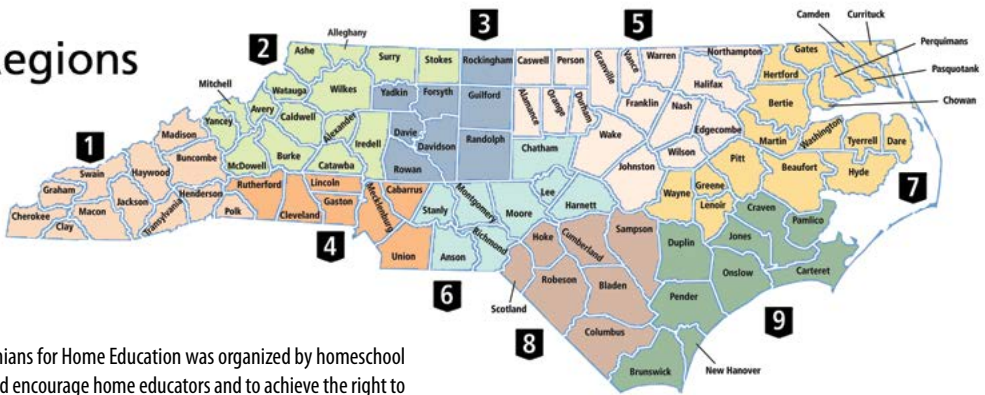 egions
1
2
3
4
5
6
7
8
9
Alleghany
Ashe
Surry
Stokes
Rockingham
Caswell
Person
Granville
Vance
Warren
Northampton
Gates
Camden
Currituck
Perquimans
Pasquotank
Chowan
Hertford
Halifax
Bertie
Mitchell
Watauga
Wilkes
Yadkin
Forsyth
Guilford
Alamance
Orange
Durham
Franklin
Nash
Edgecombe
Martin
Washington
Tyerrell
Dare
Avery
Yancey
Caldwell
Alexander
Iredell
Davie
Davidson
Randolph
Chatham
Wake
Wilson
Pitt
Beaufort
Hyde
Madison
Buncombe
McDowell
Burke
Catawba
Rowan
Johnston
Greene
Wayne
Lenoir
Swain
Haywood
Graham
Cherokee
Clay
Macon
Jackson
Transylvania
Henderson
Polk
Rutherford
Cleveland
Lincoln
Gaston
Mecklenburg
Cabarrus
Union
Stanly
Anson
Montgomery
Richmond
Moore
Lee
Harnett
Hoke
Cumberland
Sampson
Scotland
Robeson
Bladen
Columbus
Duplin
Craven
Pamlico
Jones
Onslow
Carteret
Pender
New Hanover
Brunswick
nians for Home Education was organized by homeschool
d encourage home educators and to achieve the right to